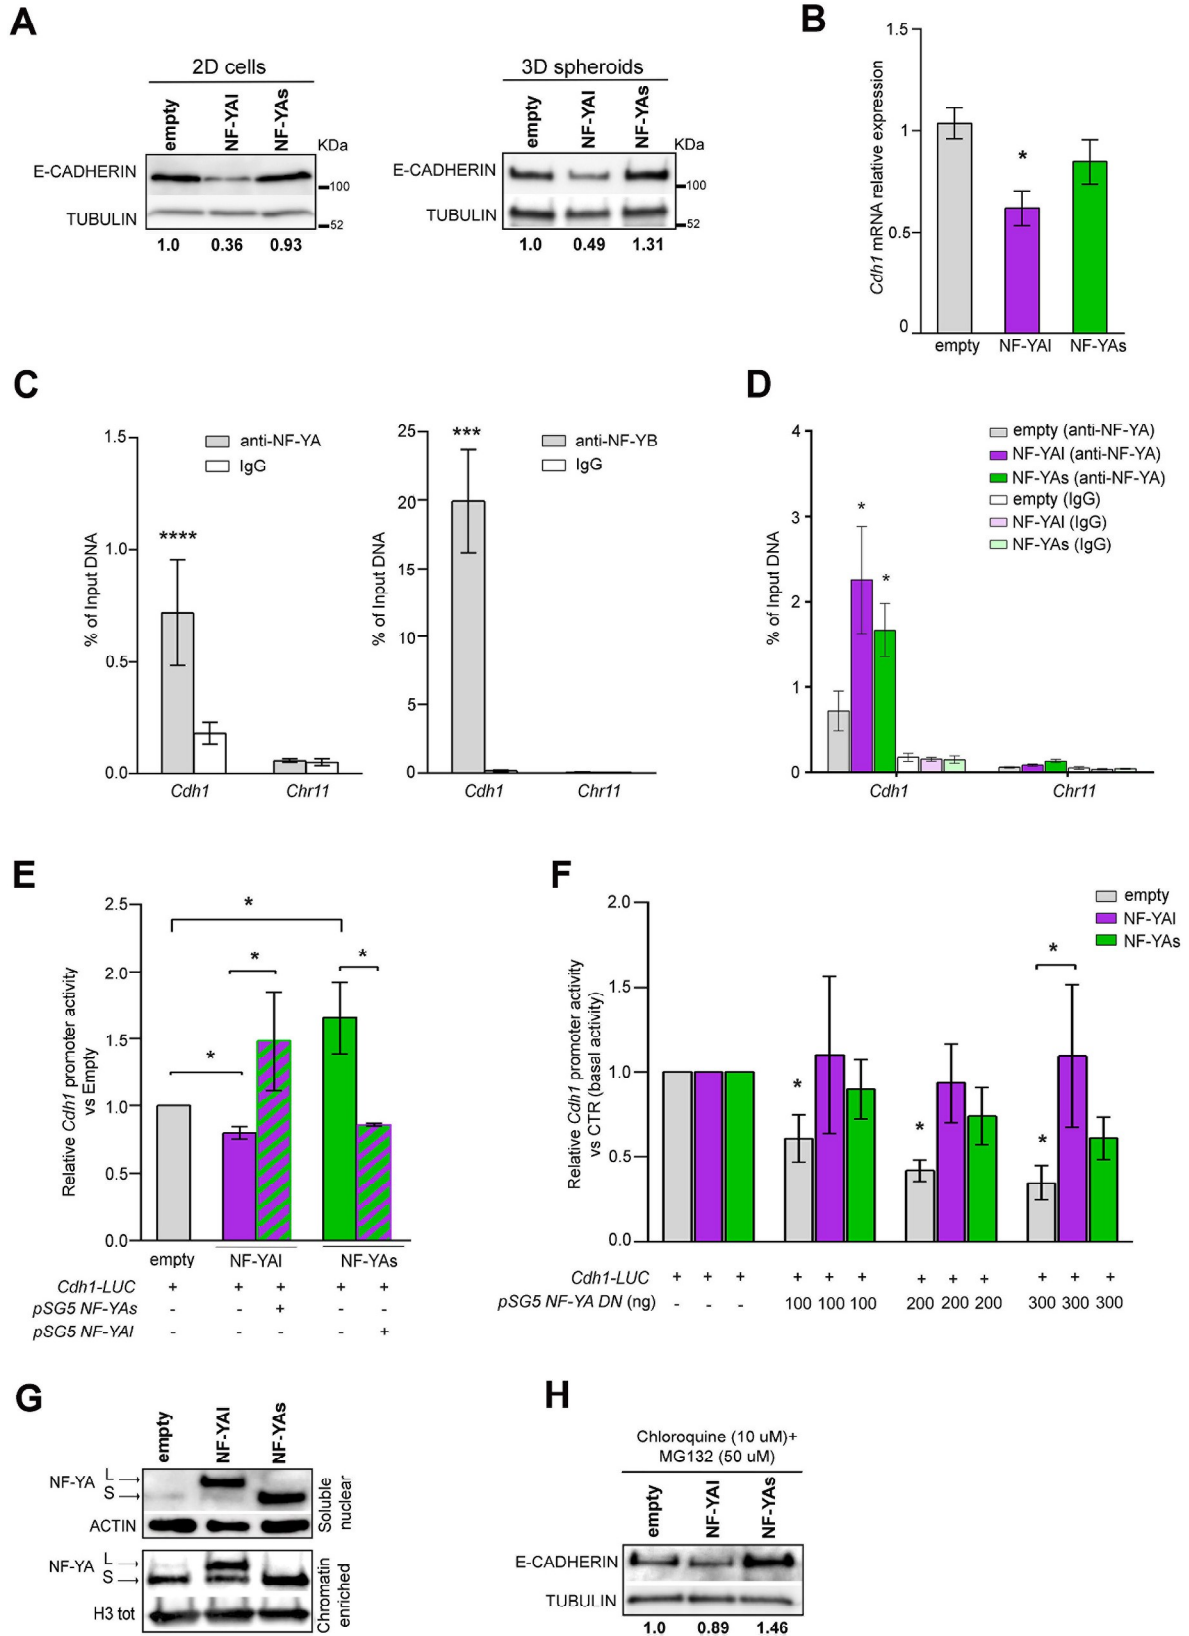 A
2D cells
empty
NF-YAl
NF-YAs
KDa
E-CADHERIN
100
TUBULIN
52
1.0 0.36 0.93
3D spheroids
empty
NF-YAl
NF-YAs
KDa
E-CADHERIN
100
TUBULIN
52
1.0 0.49 1.31
B
Cdh1 mRNA relative expression
1.5
1
0.5
0
*
empty NF-YAl NF-YAs
C
% of Input DNA
1.5
1.0
0.5
0.0
****
anti-NF-YA
IgG
Cdh1 Chr11
% of Input DNA
25
20
15
10
5
0
***
anti-NF-YB
IgG
Cdh1 Chr11
D
% of Input DNA
4
3
2
1
0
*
*
empty (anti-NF-YA)
NF-YAl (anti-NF-YA)
NF-YAs (anti-NF-YA)
empty (IgG)
NF-YAl (IgG)
NF-YAs (IgG)
Cdh1 Chr11
E
Relative Cdh1 promoter activity
vs Empty
2.5
2.0
1.5
1.0
0.5
0.0
*
*
*
*
empty NF-YAl NF-YAs
Cdh1-LUC + + + + +
pSG5 NF-YAs - - + - -
pSG5 NF-YAl - - - - +
F
Relative Cdh1 promoter activity
vs CTR (basal activity)
2.0
1.5
1.0
0.5
0.0
empty
NF-YAl
NF-YAs
*
*
*
*
Cdh1-LUC + + + + + + + + + + + +
pSG5 NF-YA DN (ng) - - - 100 100 100 200 200 200 300 300 300
G
empty
NF-YAl
NF-YAs
NF-YA L
S
ACTIN
Soluble
nuclear
NF-YA L
S
H3 tot
Chromatin
enriched
H
Chloroquine (10 uM)+
MG132 (50 uM)
empty
NF-YAl
NF-YAs
E-CADHERIN
TUBULIN
1.0 0.89 1.46